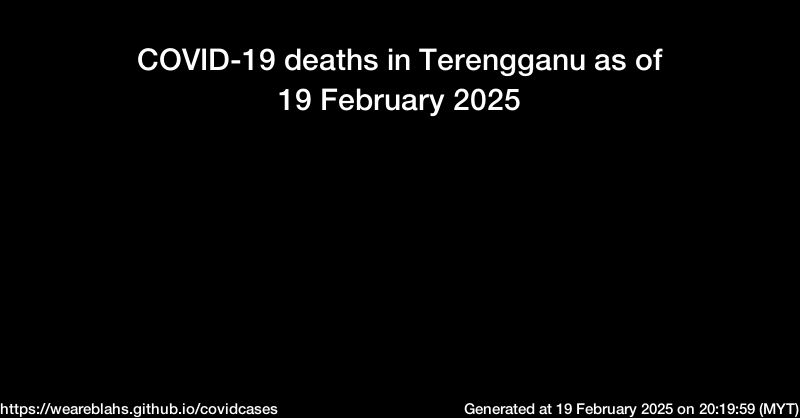 COVID-19 deaths in Terengganu as of
19 February 2025
https://weareblahs.github.io/covidcases
Generated at 19 February 2025 on 20:19:59 (MYT)